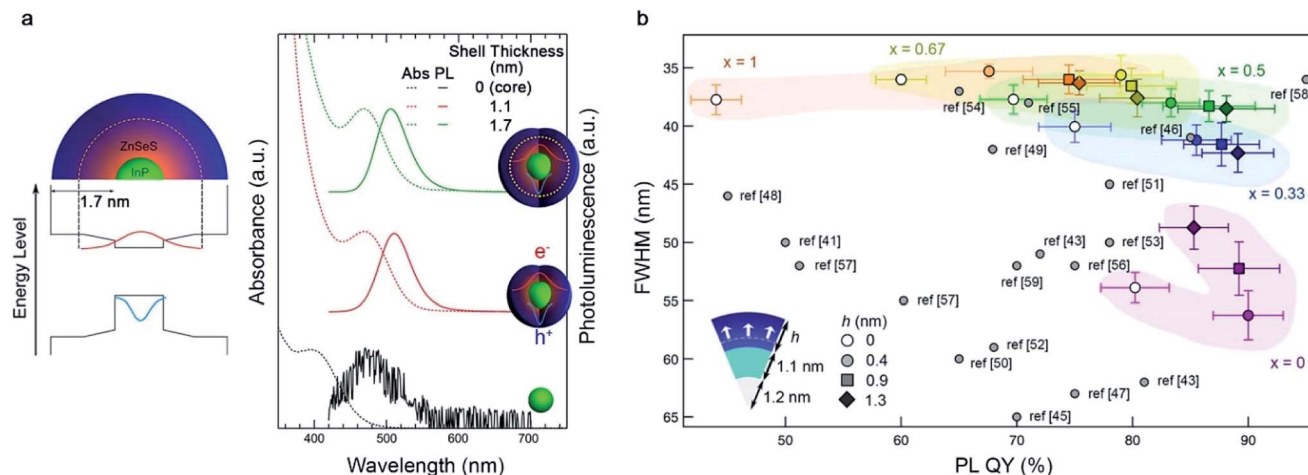 a
ZnSeS
InP
1.7 nm
Energy Level
Absorbance (a.u.)
Shell Thickness
(nm)
Abs PL
0 (core)
1.1
1.7
e⁻
h⁺
Photoluminescence (a.u.)
400 500 600 700
Wavelength (nm)
b
x = 1
x = 0.67
x = 0.5
x = 0.33
x = 0
ref [58]
ref [54]
ref [55]
ref [46]
ref [49]
ref [51]
ref [48]
ref [41]
ref [43]
ref [53]
ref [57]
ref [59]
ref [56]
ref [57]
ref [52]
ref [50]
ref [43]
ref [47]
ref [45]
h (nm)
0
0.4
0.9
1.3
h
1.1 nm
1.2 nm
FWHM (nm)
35
40
45
50
55
60
65
50 60 70 80 90
PL QY (%)